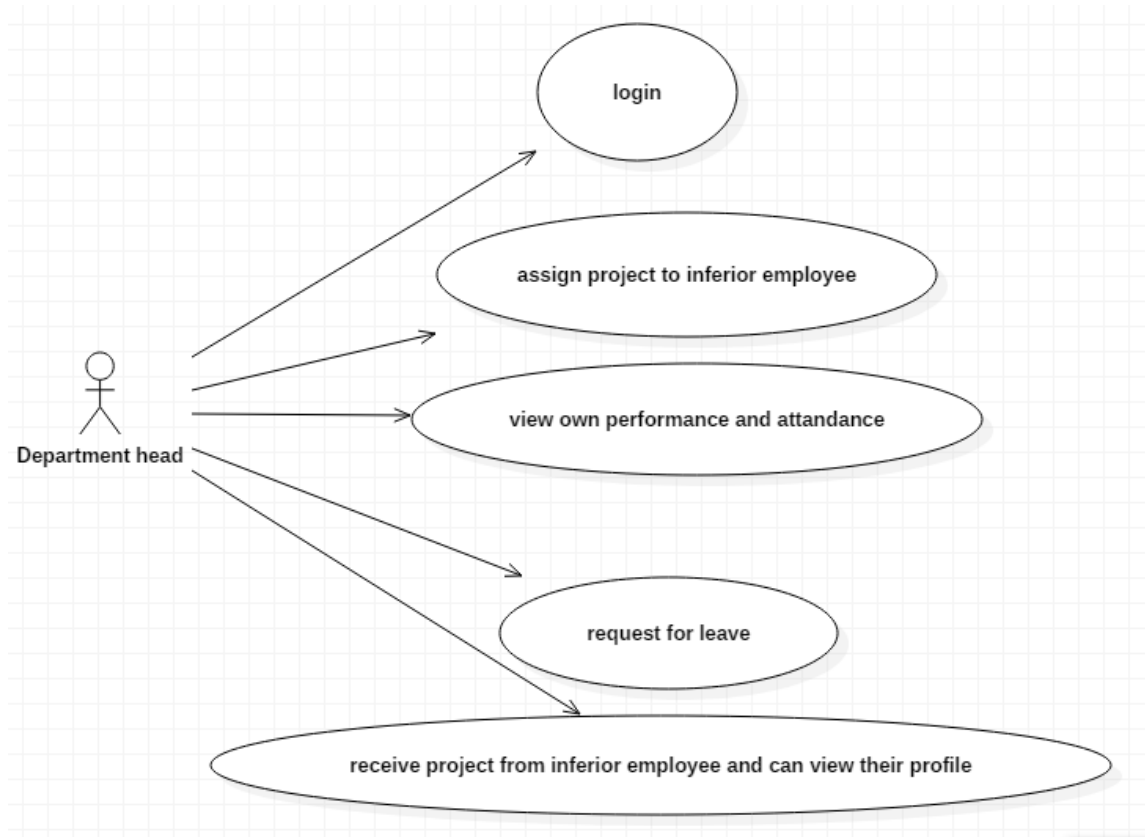 login
assign project to inferior employee
view own performance and attandance
Department head
request for leave
receive project from inferior employee and can view their profile